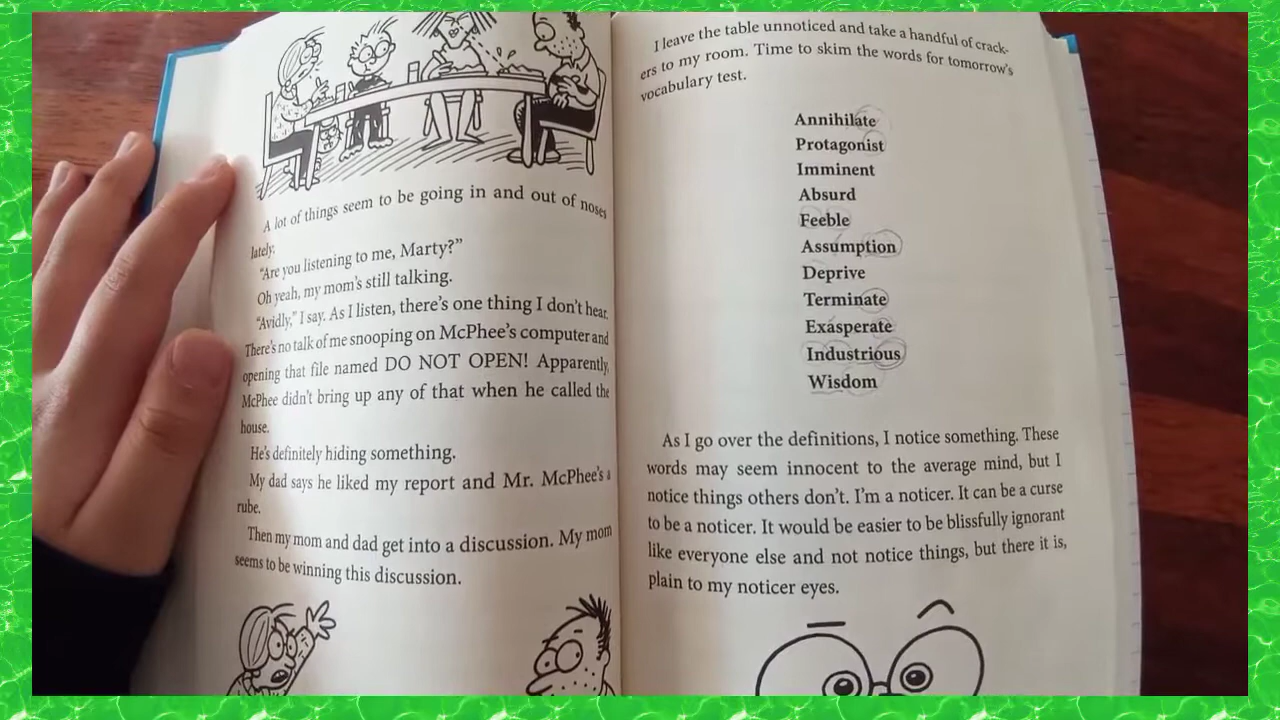 A lot of things seem to be going in and out of noses
lately.
“Are you listening to me, Marty?”
Oh yeah, my mom’s still talking.
“Avidly,” I say. As I listen, there’s one thing I don’t hear.
There’s no talk of me snooping on McPhee’s computer and
opening that file named DO NOT OPEN! Apparently,
McPhee didn’t bring up any of that when he called the
house.
He’s definitely hiding something.
My dad says he liked my report and Mr. McPhee’s a
rube.
Then my mom and dad get into a discussion. My mom
seems to be winning this discussion.
I leave the table unnoticed and take a handful of crack-
ers to my room. Time to skim the words for tomorrow’s
vocabulary test.
Annihilate
Protagonist
Imminent
Absurd
Feeble
Assumption
Deprive
Terminate
Exasperate
Industrious
Wisdom
As I go over the definitions, I notice something. These
words may seem innocent to the average mind, but I
notice things others don’t. I’m a noticer. It can be a curse
to be a noticer. It would be easier to be blissfully ignorant
like everyone else and not notice things, but there it is,
plain to my noticer eyes.